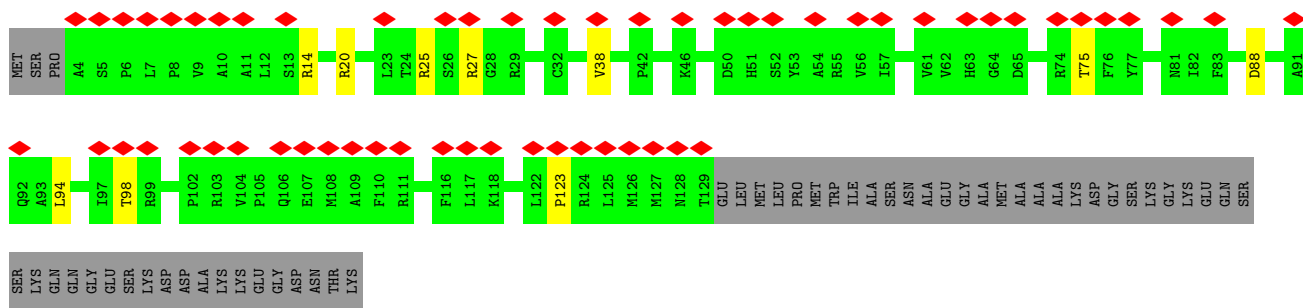 MET SER PRO A4 S5 P6 L7 P8 V9 A10 A11 L12 S13 R14 R20 L23 T24 R25 S26 R27 G28 R29 C32 V38 P42 K46 D50 H51 S52 Y53 A54 R55 V56 I57 V61 V62 H63 G64 D65 R74 T75 F76 Y77 N81 I82 F83 D88 A91
Q92 A93 L94 I97 T98 R99 P102 R103 V104 P105 Q106 E107 M108 A109 F110 R111 F116 L117 K118 L122 P123 R124 L125 M126 M127 N128 T129 GLU LEU MET LEU PRO MET TRP ILE ALA SER ASN ALA GLU GLY ALA MET ALA ALA ALA LYS ASP GLY SER LYS GLY LYS GLU GLN SER
SER LYS GLN GLN GLY GLU SER LYS ASP ASP ALA LYS LYS GLU GLY ASP ASN THR LYS